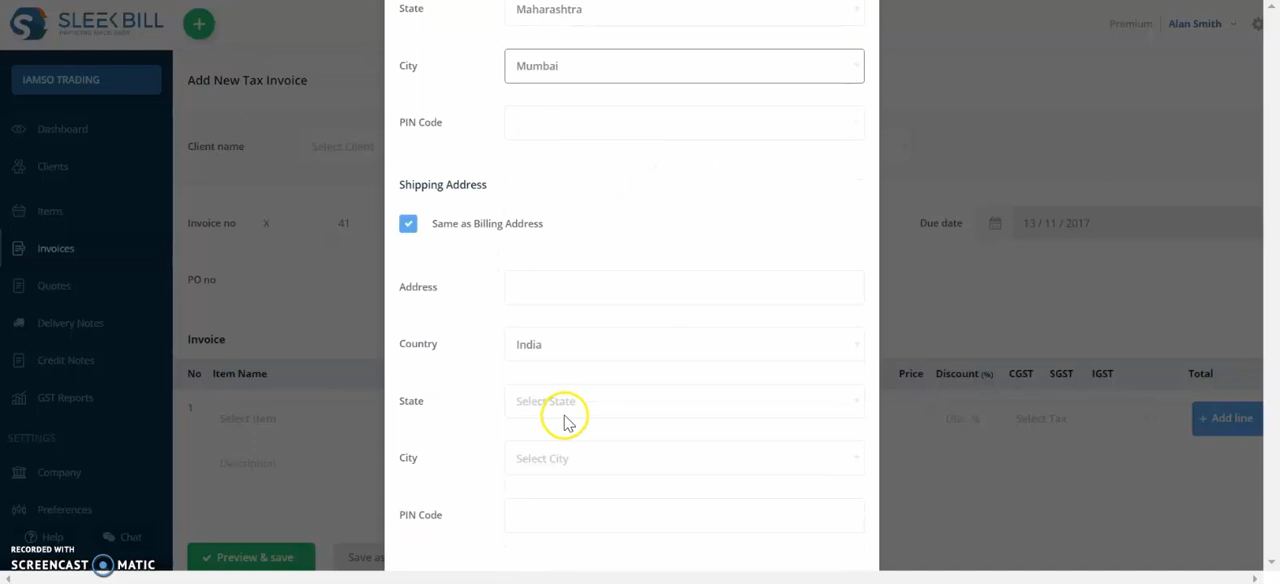 SLEEK BILL
Premium
Alan Smith
IAMSO TRADING
Dashboard
Clients
Items
Invoices
Quotes
Delivery Notes
Credit Notes
GST Reports
SETTINGS
Company
Preferences
Help
Chat
RECORDED WITH
SCREENCAST MATIC
Add New Tax Invoice
Client name
Select Client
Invoice no X 41
Due date 13 / 11 / 2017
PO no
Invoice
No Item Name
Price Discount (%) CGST SGST IGST Total
1
Select Item
Description
Select Tax
+ Add line
Preview & save
Save as
State Maharashtra
City Mumbai
PIN Code
Shipping Address
Same as Billing Address
Address
Country India
State Select State
City Select City
PIN Code